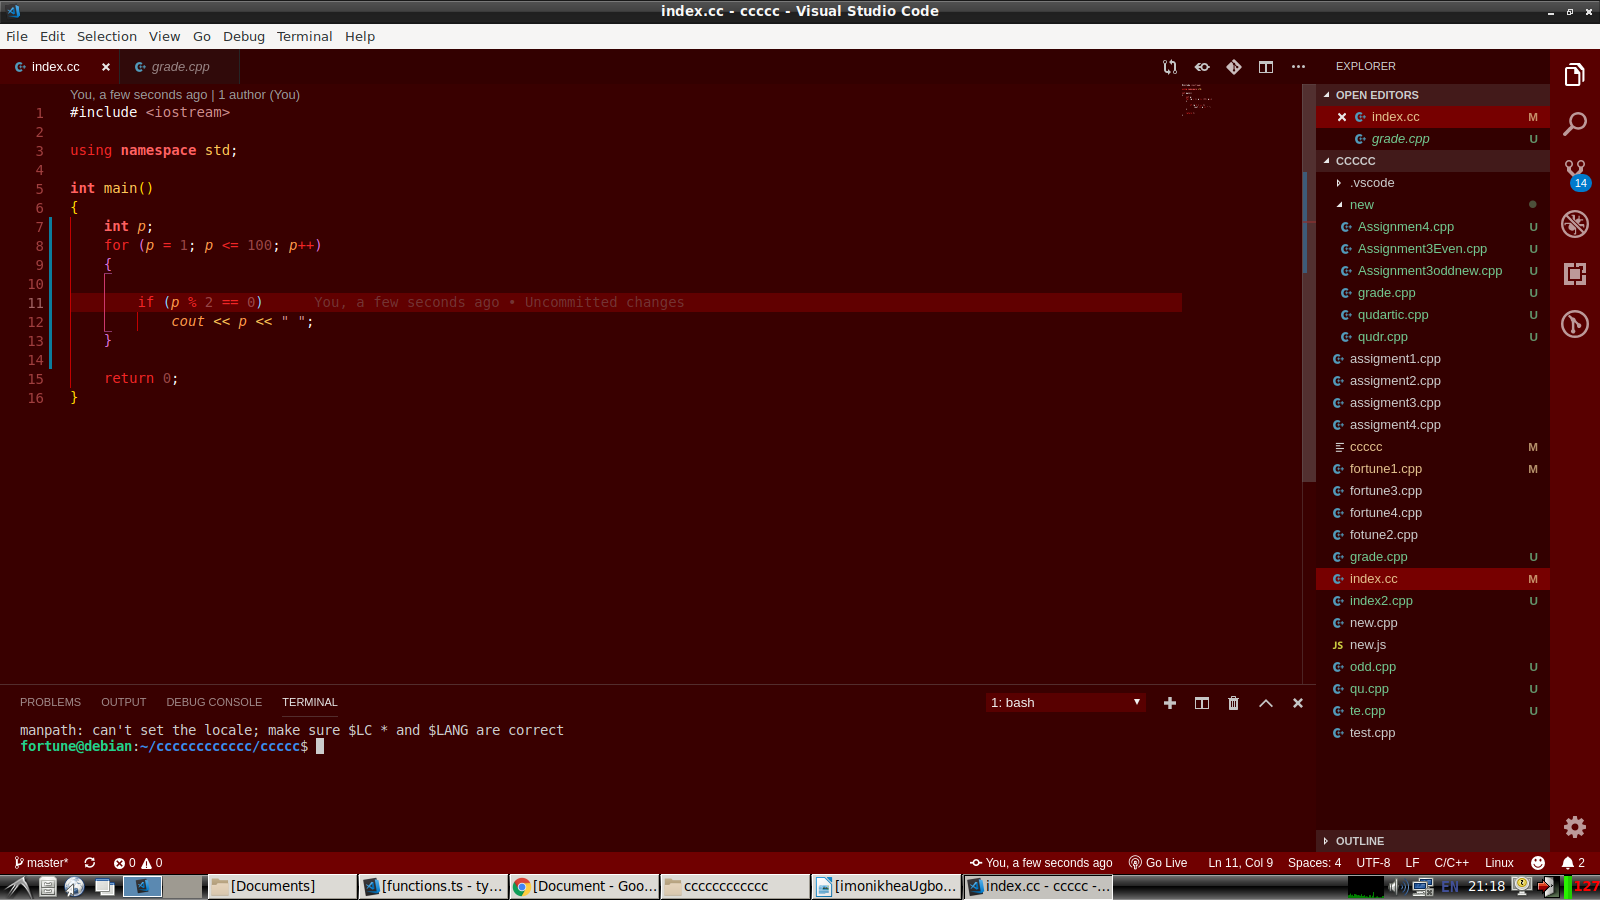 index.cc - ccccc - Visual Studio Code
File Edit Selection View Go Debug Terminal Help
index.cc grade.cpp
You, a few seconds ago | 1 author (You)
1 #include <iostream>
2
3 using namespace std;
4
5 int main()
6 {
7 int p;
8 for (p = 1; p <= 100; p++)
9 {
10
11 if (p % 2 == 0) You, a few seconds ago • Uncommitted changes
12 cout << p << " ";
13 }
14
15 return 0;
16 }
EXPLORER
OPEN EDITORS
index.cc M
grade.cpp U
CCCCC
.vscode
new
Assignmen4.cpp U
Assignment3Even.cpp U
Assignment3oddnew.cpp U
grade.cpp U
qudartic.cpp U
qudr.cpp U
assigment1.cpp
assigment2.cpp
assigment3.cpp
assigment4.cpp
ccccc M
fortune1.cpp M
fortune3.cpp
fortune4.cpp
fotune2.cpp
grade.cpp U
index.cc M
index2.cpp U
new.cpp
JS new.js
odd.cpp U
qu.cpp U
te.cpp U
test.cpp
OUTLINE
14
PROBLEMS OUTPUT DEBUG CONSOLE TERMINAL 1: bash
manpath: can't set the locale; make sure $LC * and $LANG are correct
fortune@debian:~/cccccccccccc/ccccc$
master* 0 0 You, a few seconds ago Go Live Ln 11, Col 9 Spaces: 4 UTF-8 LF C/C++ Linux 2
[Documents] [functions.ts - ty... [Document - Goo... cccccccccccc [imonikheaUgbo... index.cc - ccccc -... EN 21:18 127